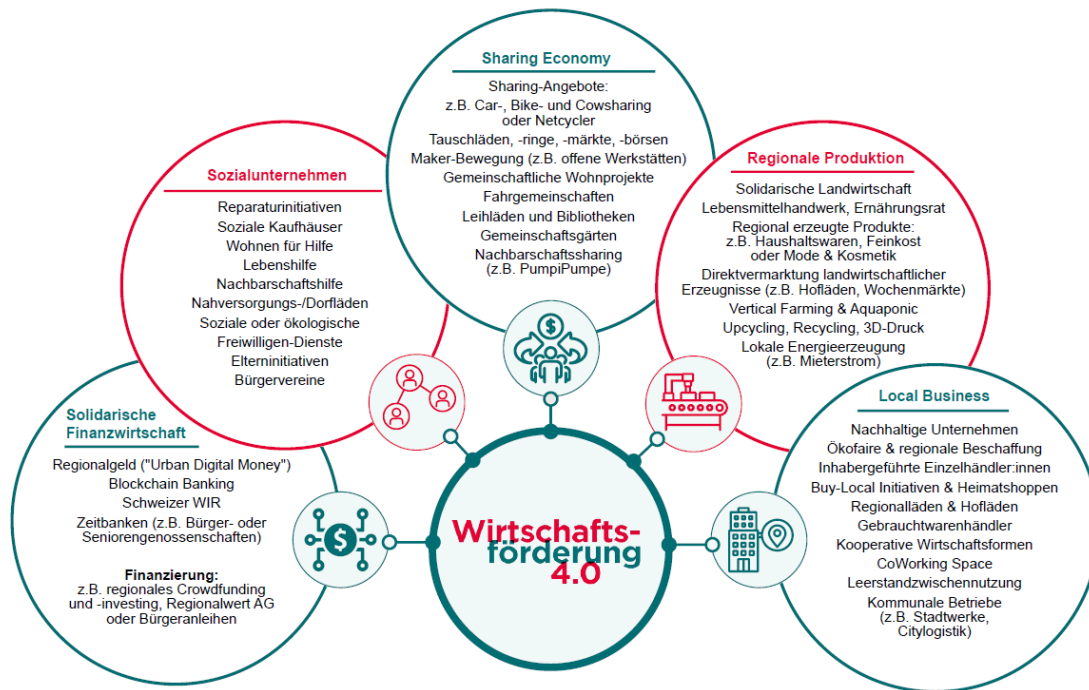 Sharing Economy
Sharing-Angebote:
z.B. Car-, Bike- und Cowsharing
oder Netcycler
Tauschläden, -ringe, -märkte, -börsen
Maker-Bewegung (z.B. offene Werkstätten)
Gemeinschaftliche Wohnprojekte
Fahrgemeinschaften
Leihläden und Bibliotheken
Gemeinschaftsgärten
Nachbarschaftssharing
(z.B. PumpiPumpe)
Sozialunternehmen
Reparaturinitiativen
Soziale Kaufhäuser
Wohnen für Hilfe
Lebenshilfe
Nachbarschaftshilfe
Nahversorgungs-/Dorfläden
Soziale oder ökologische
Freiwilligen-Dienste
Elterninitiativen
Bürgervereine
Regionale Produktion
Solidarische Landwirtschaft
Lebensmittelhandwerk, Ernährungsrat
Regional erzeugte Produkte:
z.B. Haushaltswaren, Feinkost
oder Mode & Kosmetik
Direktvermarktung landwirtschaftlicher
Erzeugnisse (z.B. Hofläden, Wochenmärkte)
Vertical Farming & Aquaponic
Upcycling, Recycling, 3D-Druck
Lokale Energieerzeugung
(z.B. Mieterstrom)
Solidarische
Finanzwirtschaft
Regionalgeld ("Urban Digital Money")
Blockchain Banking
Schweizer WIR
Zeitbanken (z.B. Bürger- oder
Seniorengenossenschaften)
Finanzierung:
z.B. regionales Crowdfunding
und -investing, Regionalwert AG
oder Bürgeranleihen
$
$
Wirtschafts-
förderung
4.0
Local Business
Nachhaltige Unternehmen
Ökofaire & regionale Beschaffung
Inhabergeführte Einzelhändler:innen
Buy-Local Initiativen & Heimatshoppen
Regionalläden & Hofläden
Gebrauchtwarenhändler
Kooperative Wirtschaftsformen
CoWorking Space
Leerstandzwischennutzung
Kommunale Betriebe
(z.B. Stadtwerke,
Citylogistik)